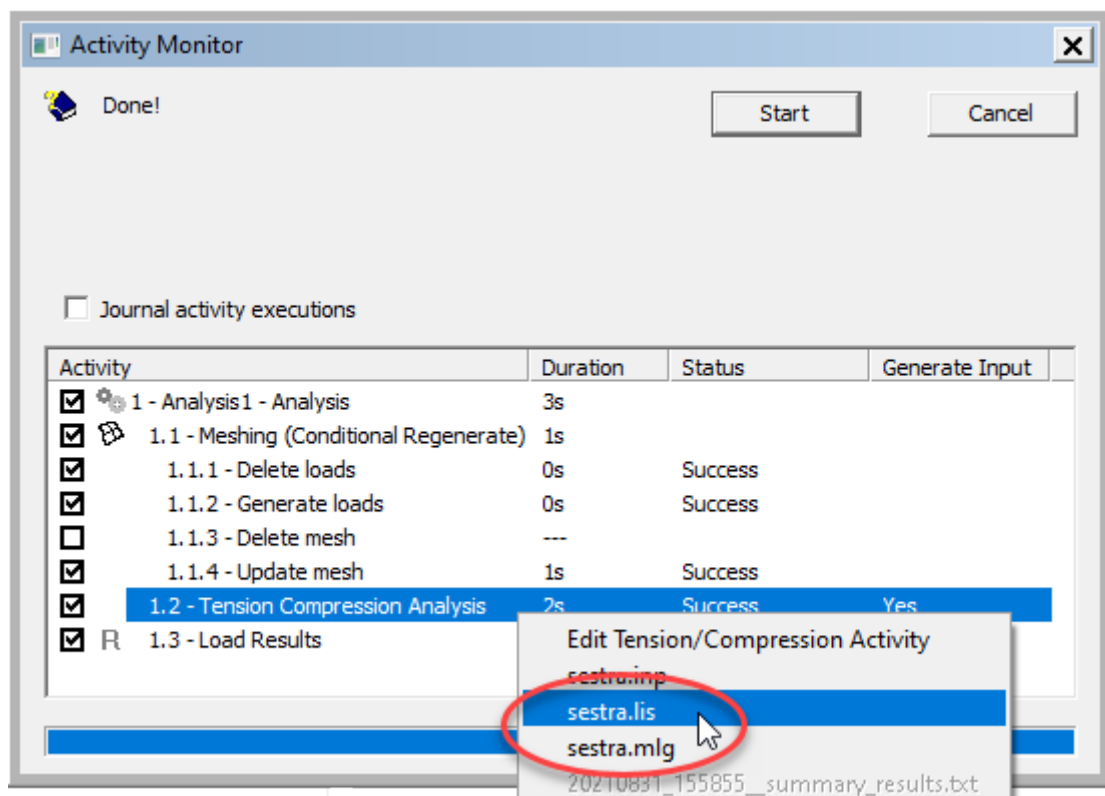 Activity Monitor
Done!
Start
Cancel
Journal activity executions
Activity Duration Status Generate Input
1 - Analysis1 - Analysis 3s
1.1 - Meshing (Conditional Regenerate) 1s
1.1.1 - Delete loads 0s Success
1.1.2 - Generate loads 0s Success
1.1.3 - Delete mesh ---
1.1.4 - Update mesh 1s Success
1.2 - Tension Compression Analysis 2s Success Yes
R 1.3 - Load Results
Edit Tension/Compression Activity
sestra.inp
sestra.lis
sestra.mlg
20210831_155855__summary_results.txt